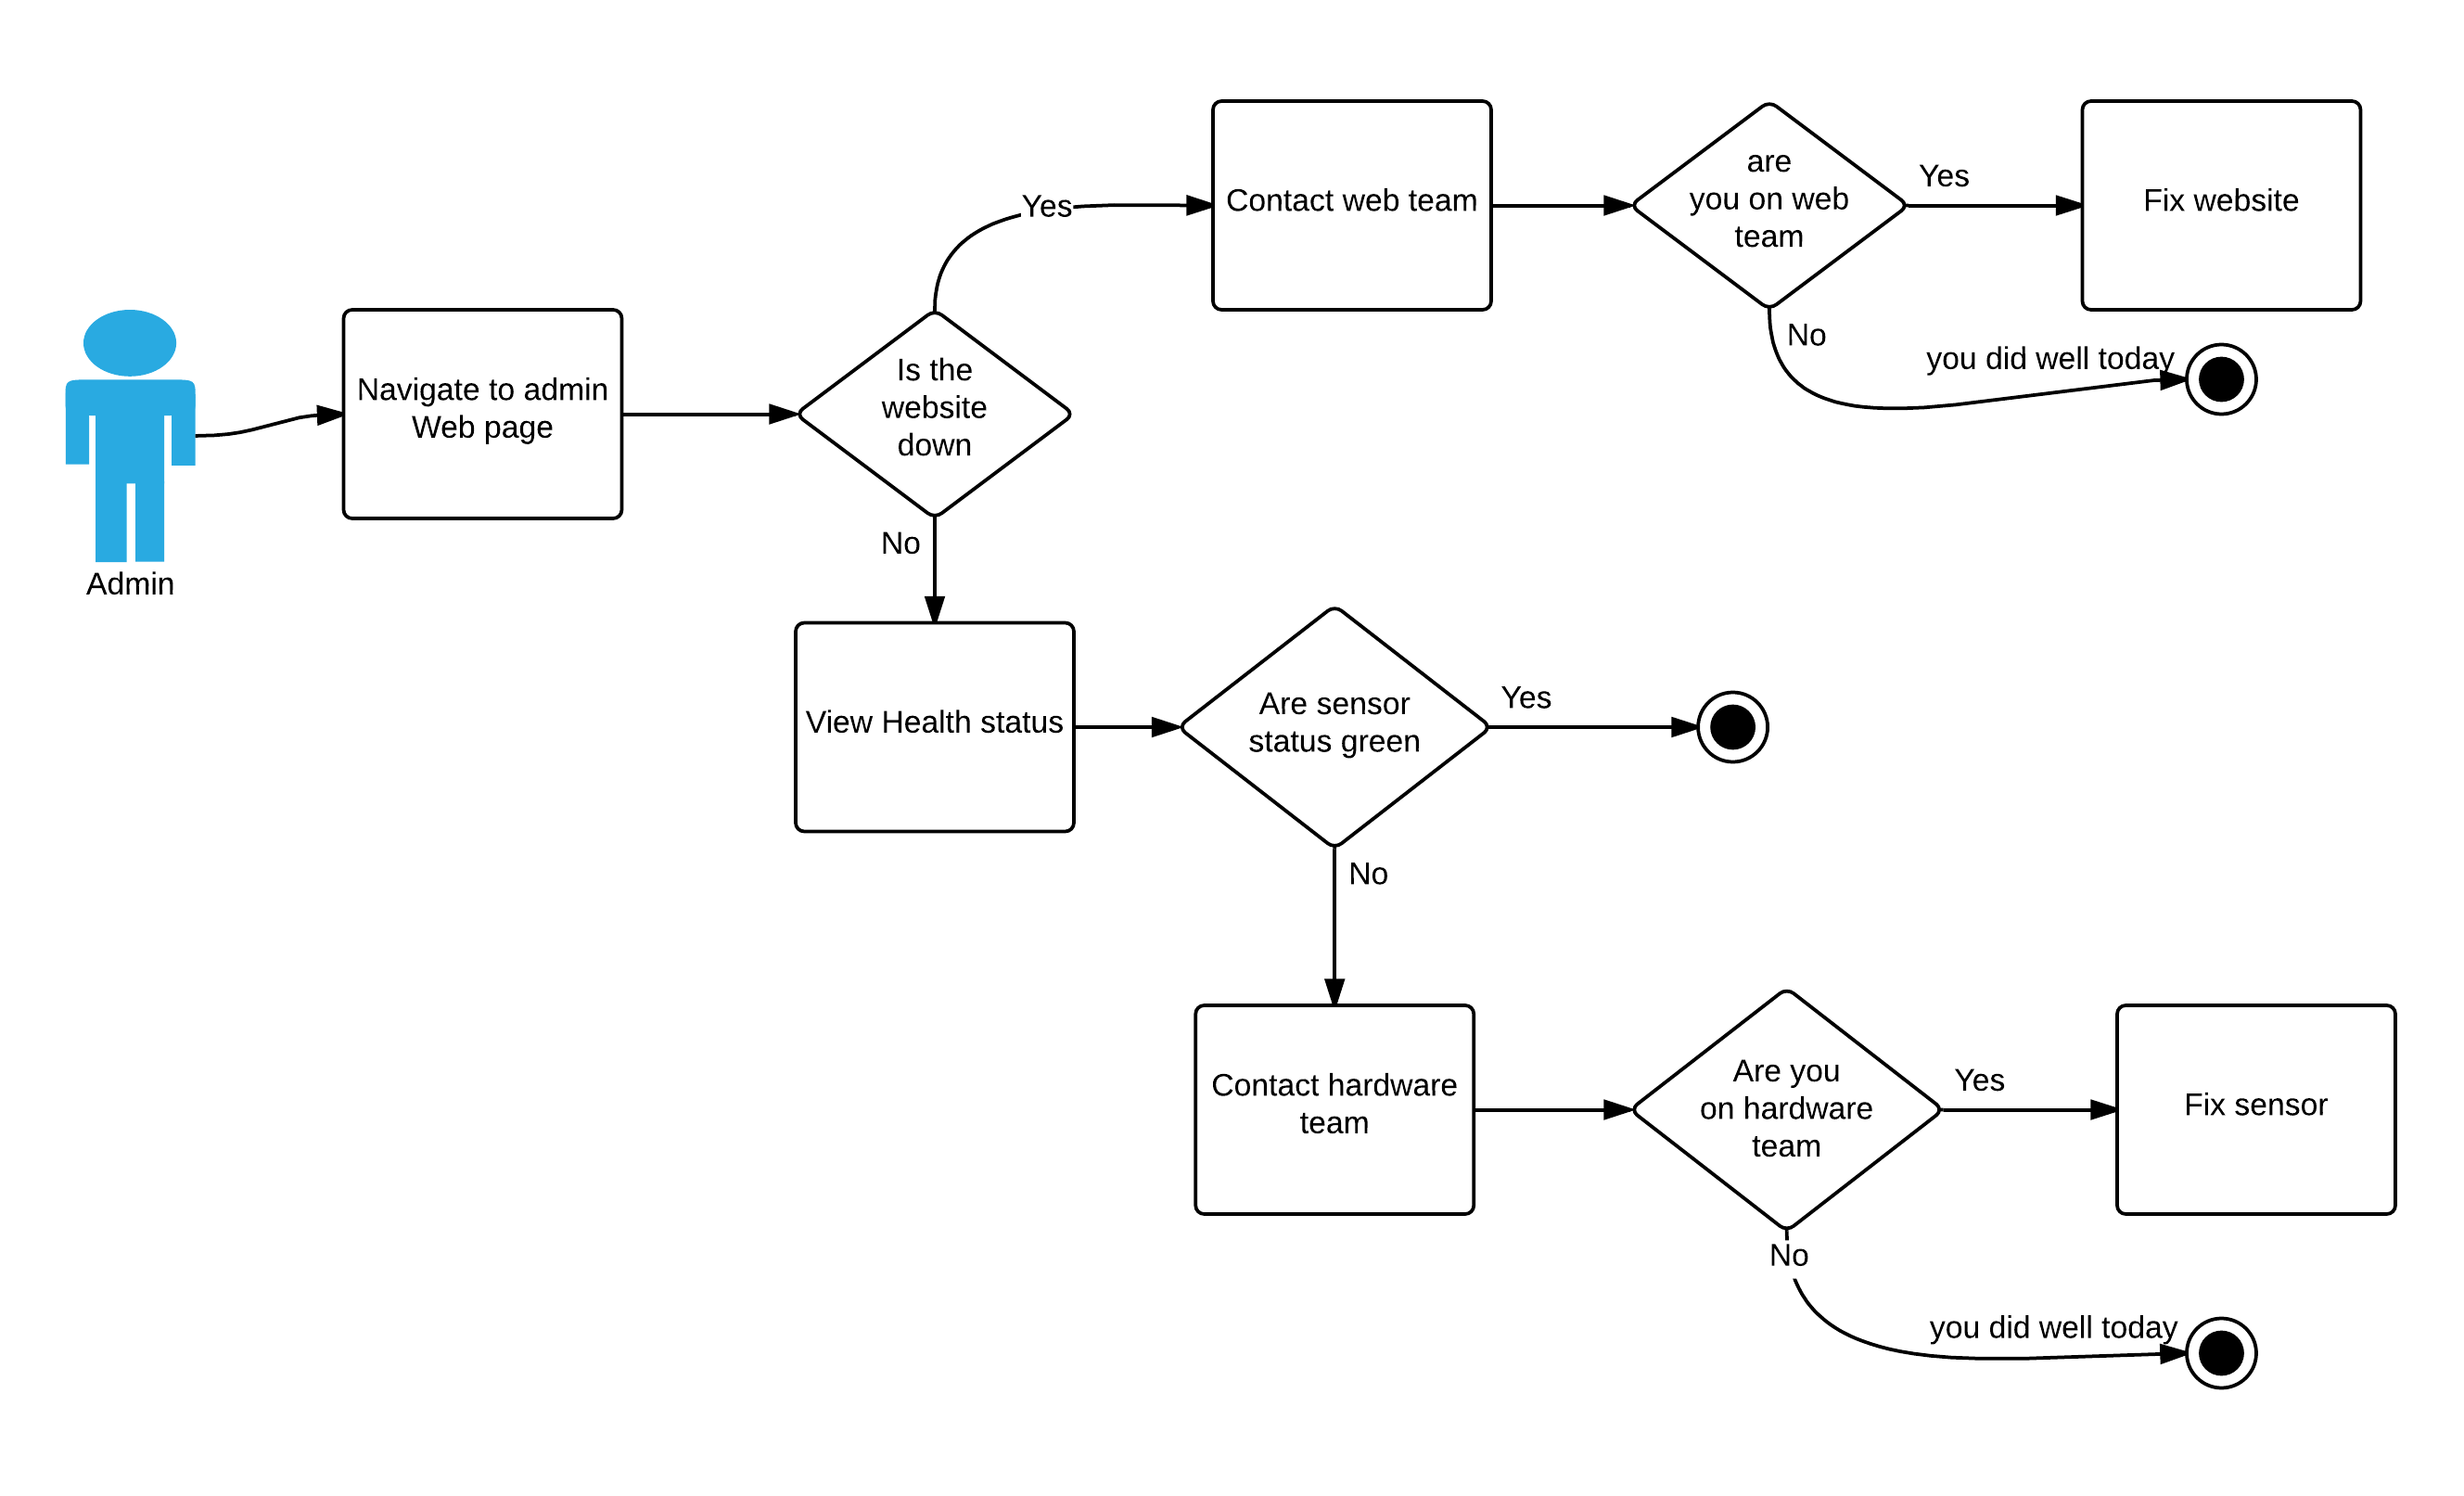 Contact web team
are
you on web
team
Yes
Fix website
Yes
No
you did well today
Navigate to admin
Web page
Is the
website
down
No
Admin
View Health status
Are sensor
status green
Yes
No
Contact hardware
team
Are you
on hardware
team
Yes
Fix sensor
No
you did well today